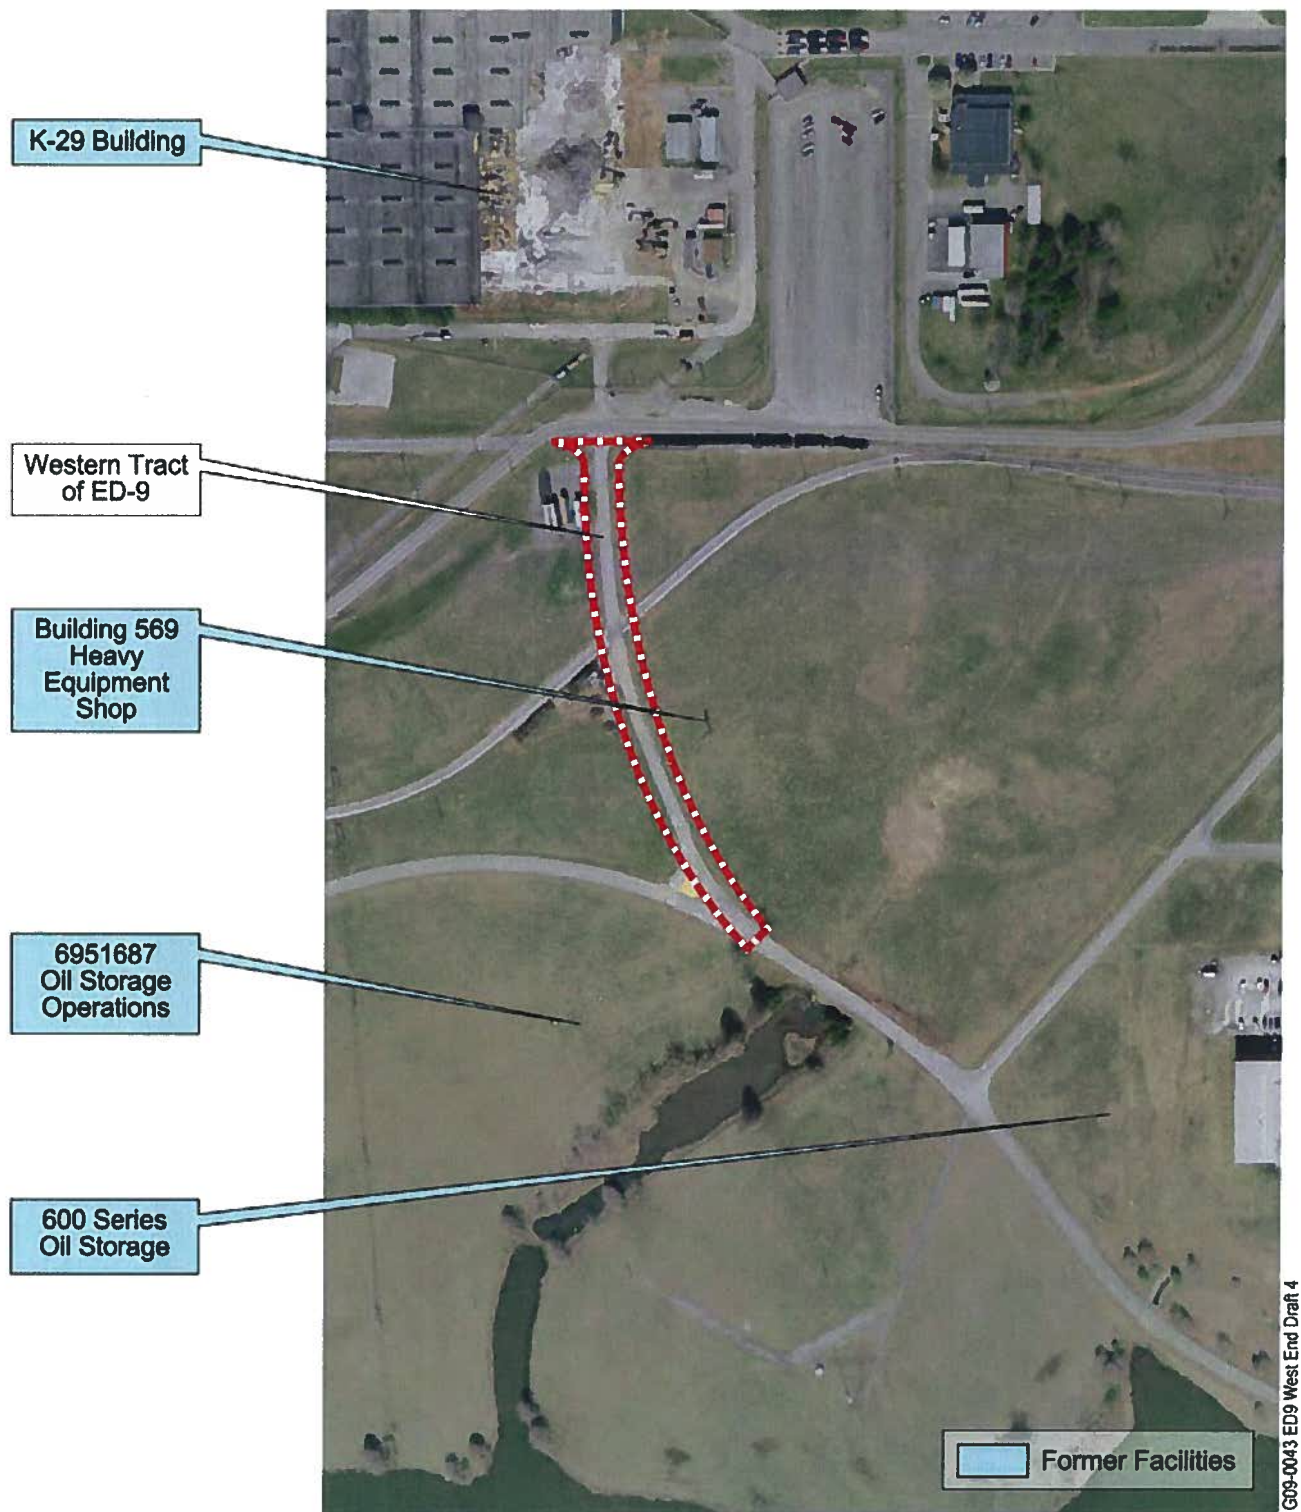 K-29 Building
Western Tract
of ED-9
Building 569
Heavy
Equipment
Shop
6951687
Oil Storage
Operations
600 Series
Oil Storage
Former Facilities
G09-0043 ED9 West End Draft 4